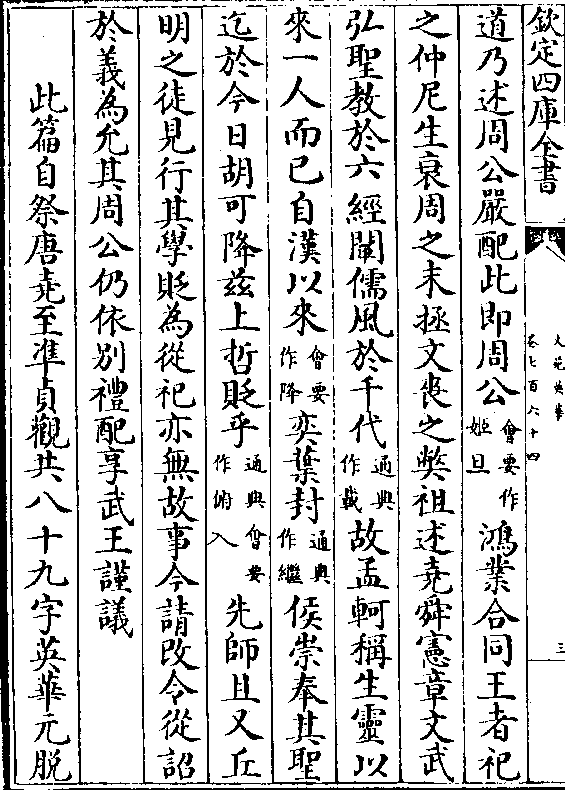 欽定四庫全書
文苑英華
卷七百六十四
三
道乃述周公嚴配此即周公會要作姬旦鴻業合同王者祀
之仲尼生衰周之末拯文喪之弊祖述堯舜憲章文武
弘聖教於六經闡儒風於千代通典作載故孟軻稱生靈以
來一人而已自漢以來會要作降奕葉封通典作繼侯崇奉其聖
迄於今日胡可降茲上哲貶乎通典會要作俯入先師且又丘
明之徒見行其學貶為從祀亦無故事今請改令從詔
於義為允其周公仍依別禮配享武王謹議
此篇自祭唐堯至準貞觀共八十九字英華元脱